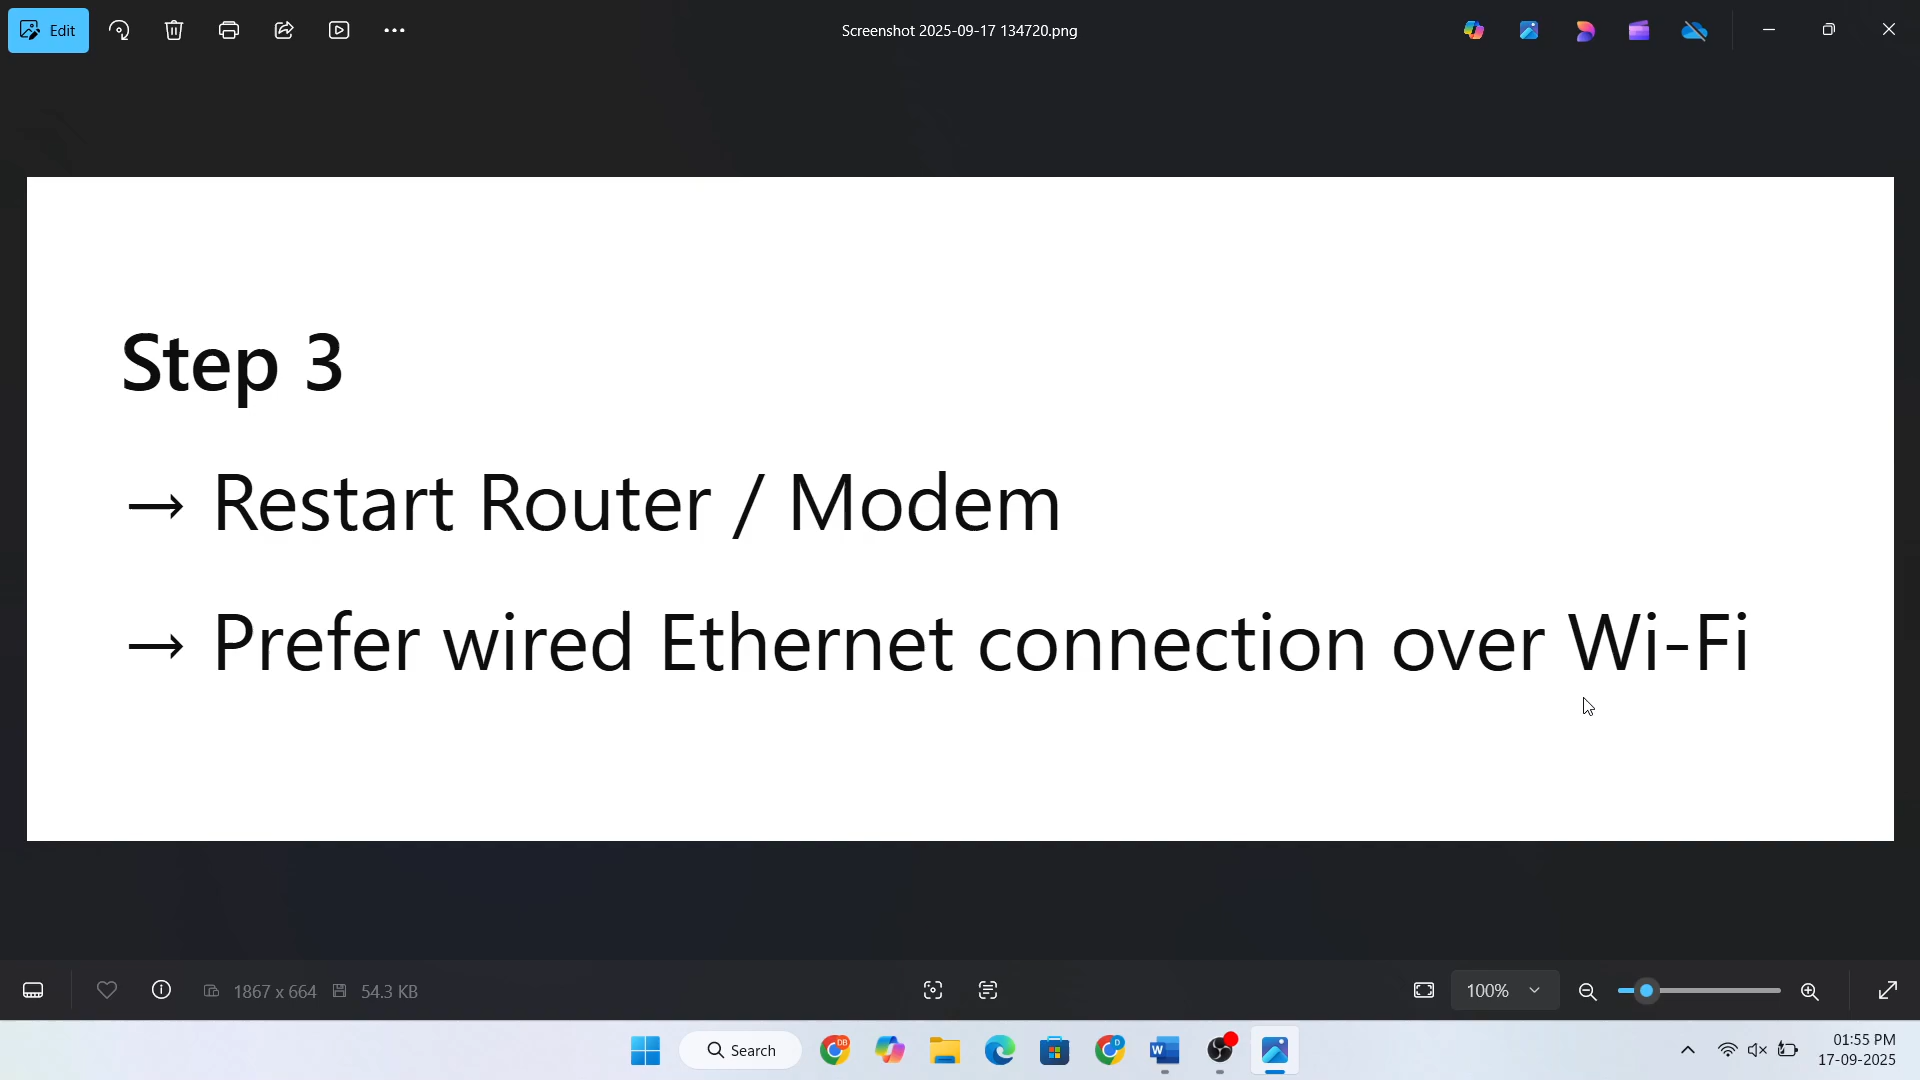 Edit
Screenshot 2025-09-17 134720.png
Step 3
→ Restart Router / Modem
→ Prefer wired Ethernet connection over Wi-Fi
1867 x 664 54.3 KB
100%
Search
DB
D
W
01:55 PM
17-09-2025